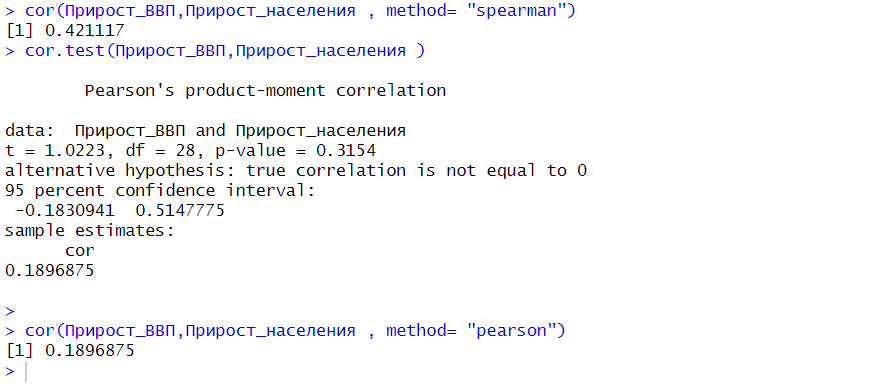 > cor(Прирост_ВВП,Прирост_населения , method= "spearman")
[1] 0.421117
> cor.test(Прирост_ВВП,Прирост_населения )
Pearson's product-moment correlation
data:  Прирост_ВВП and Прирост_населения
t = 1.0223, df = 28, p-value = 0.3154
alternative hypothesis: true correlation is not equal to 0
95 percent confidence interval:
-0.1830941  0.5147775
sample estimates:
cor
0.1896875
>
> cor(Прирост_ВВП,Прирост_населения , method= "pearson")
[1] 0.1896875
>